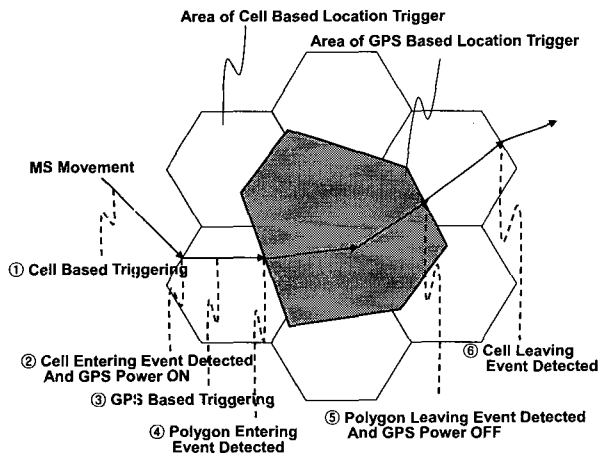 Area of Cell Based Location Trigger
Area of GPS Based Location Trigger
MS Movement
① Cell Based Triggering
② Cell Entering Event Detected
And GPS Power ON
③ GPS Based Triggering
④ Polygon Entering
Event Detected
⑤ Polygon Leaving Event Detected
And GPS Power OFF
⑥ Cell Leaving
Event Detected